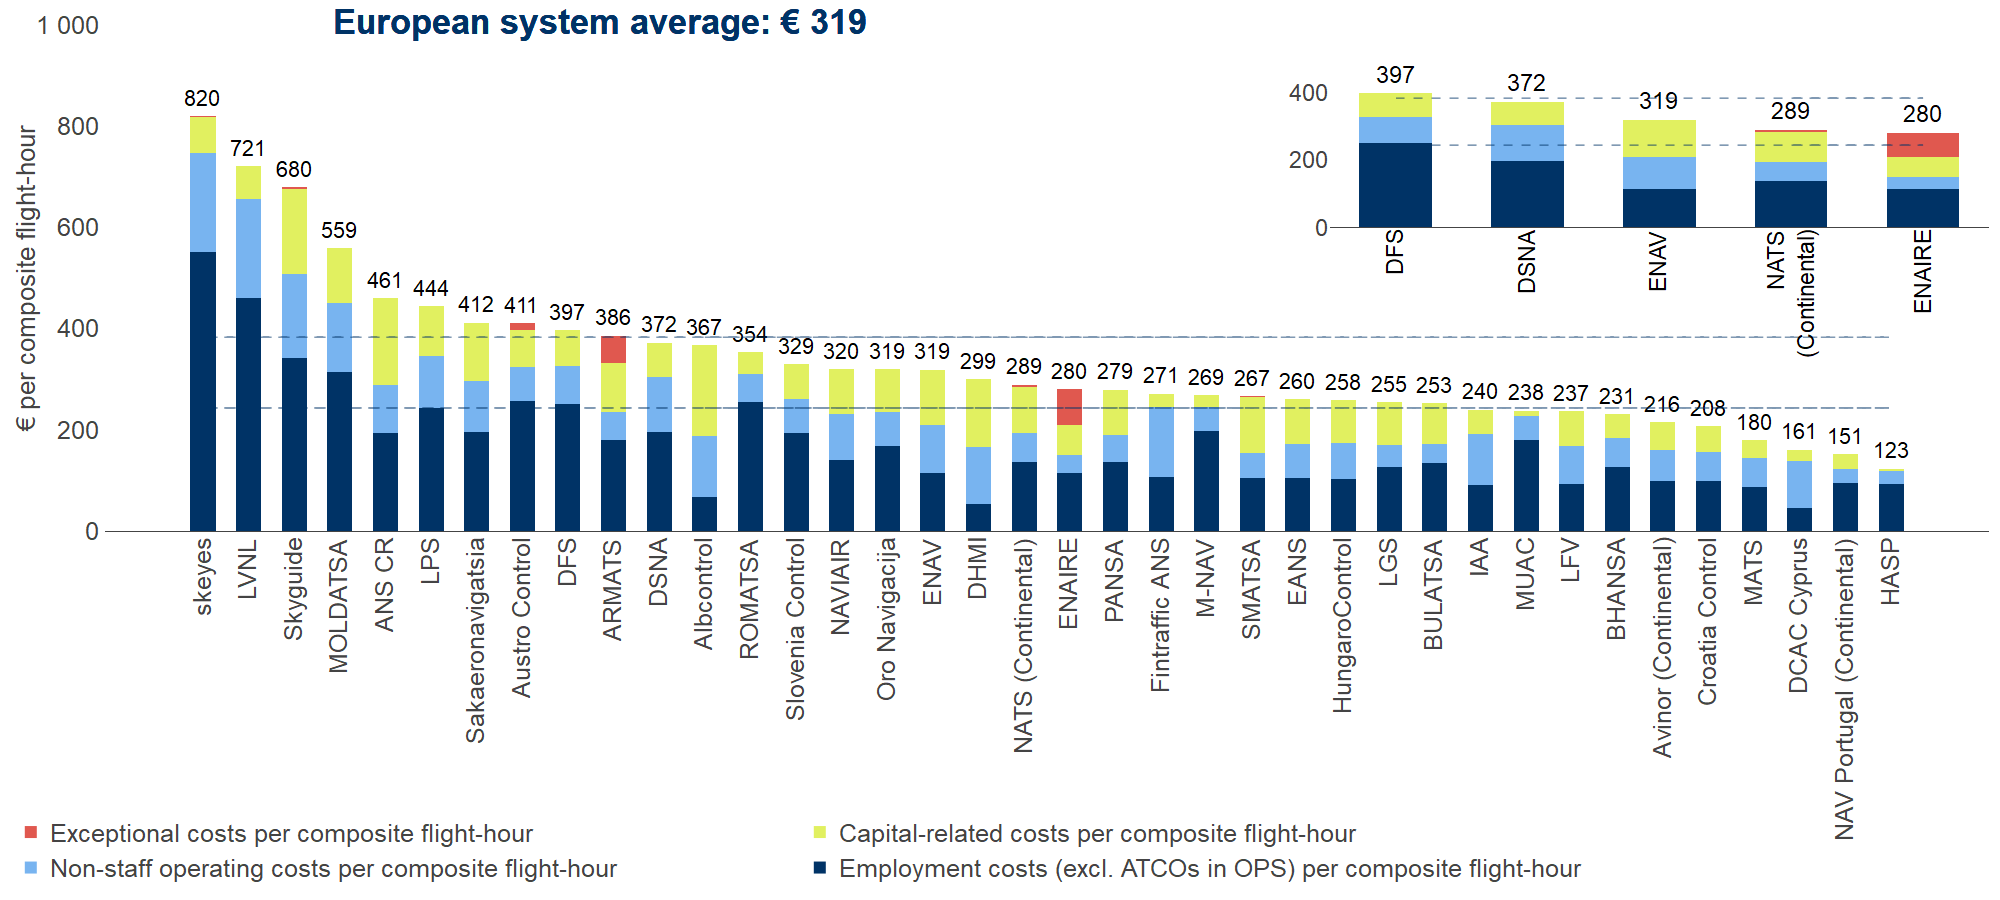 European system average: € 319
€ per composite flight-hour
1 000
800
600
400
200
0
820
721
680
559
461
444
412
411
397
386
372
367
354
329
320
319
319
299
289
280
279
271
269
267
260
258
255
253
240
238
237
231
216
208
180
161
151
123
skeyes
LVNL
Skyguide
MOLDATSA
ANS CR
LPS
Sakaeronavigatsia
Austro Control
DFS
ARMATS
DSNA
Albcontrol
ROMATSA
Slovenia Control
NAVIAIR
Oro Navigacija
ENAV
DHMI
NATS (Continental)
ENAIRE
PANSA
Fintraffic ANS
M-NAV
SMATSA
EANS
HungaroControl
LGS
BULATSA
IAA
MUAC
LFV
BHANSA
Avinor (Continental)
Croatia Control
MATS
DCAC Cyprus
NAV Portugal (Continental)
HASP
400
200
0
397
372
319
289
280
DFS
DSNA
ENAV
NATS
(Continental)
ENAIRE
Exceptional costs per composite flight-hour
Capital-related costs per composite flight-hour
Non-staff operating costs per composite flight-hour
Employment costs (excl. ATCOs in OPS) per composite flight-hour